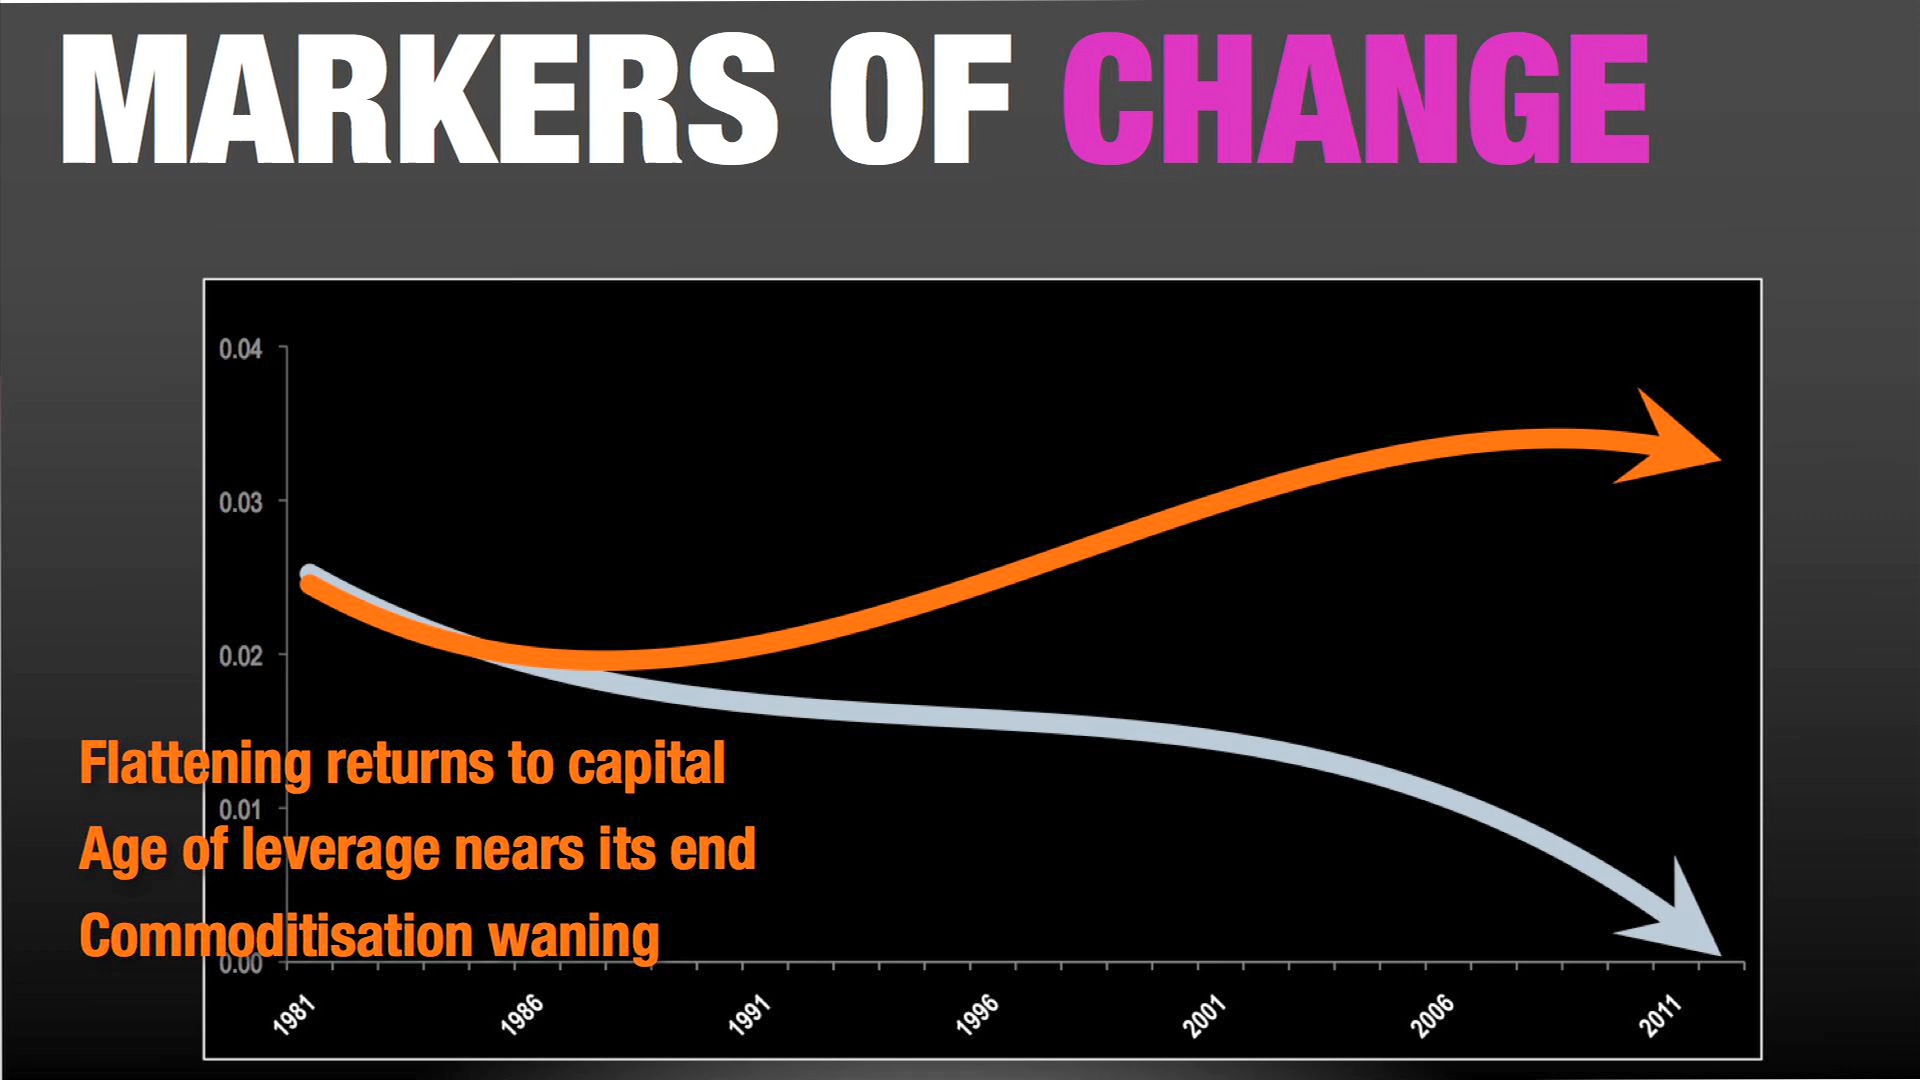 MARKERS OF CHANGE
0.04
0.03
0.02
Flattening returns to capital
0.01
Age of leverage nears its end
Commoditisation waning
0.00
1981 1986 1991 1996 2001 2006 2011